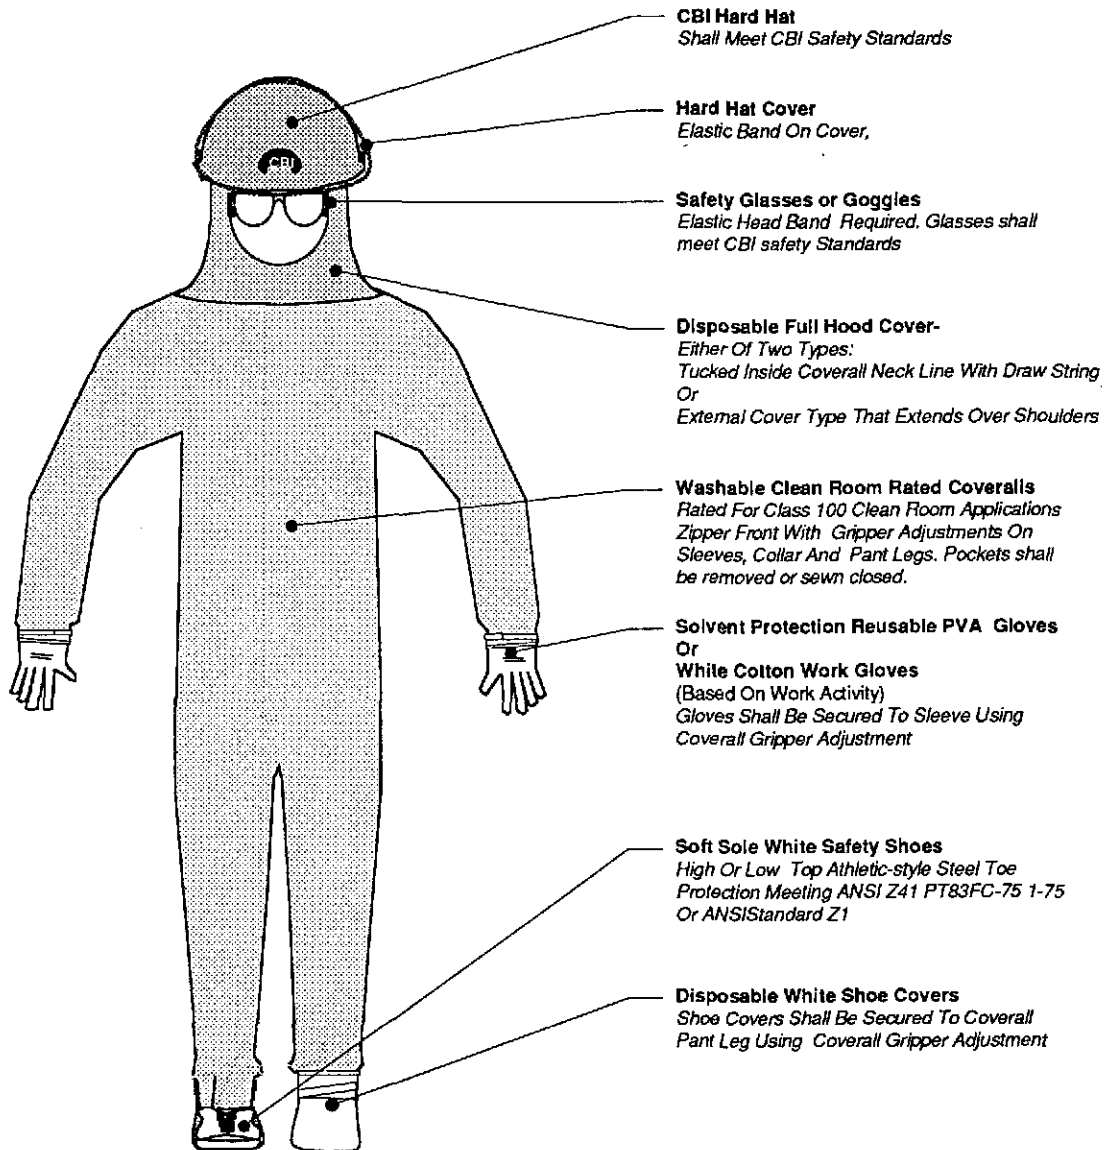 CBI Hard Hat
Shall Meet CBI Safety Standards
Hard Hat Cover
Elastic Band On Cover,
CBI
Safety Glasses or Goggles
Elastic Head Band Required. Glasses shall
meet CBI safety Standards
Disposable Full Hood Cover-
Either Of Two Types:
Tucked Inside Coverall Neck Line With Draw String
Or
External Cover Type That Extends Over Shoulders
Washable Clean Room Rated Coveralls
Rated For Class 100 Clean Room Applications
Zipper Front With Gripper Adjustments On
Sleeves, Collar And Pant Legs. Pockets shall
be removed or sewn closed.
Solvent Protection Reusable PVA Gloves
Or
White Cotton Work Gloves
(Based On Work Activity)
Gloves Shall Be Secured To Sleeve Using
Coverall Gripper Adjustment
Soft Sole White Safety Shoes
High Or Low Top Athletic-style Steel Toe
Protection Meeting ANSI Z41 PT83FC-75 1-75
Or ANSIStandard Z1
Disposable White Shoe Covers
Shoe Covers Shall Be Secured To Coverall
Pant Leg Using Coverall Gripper Adjustment